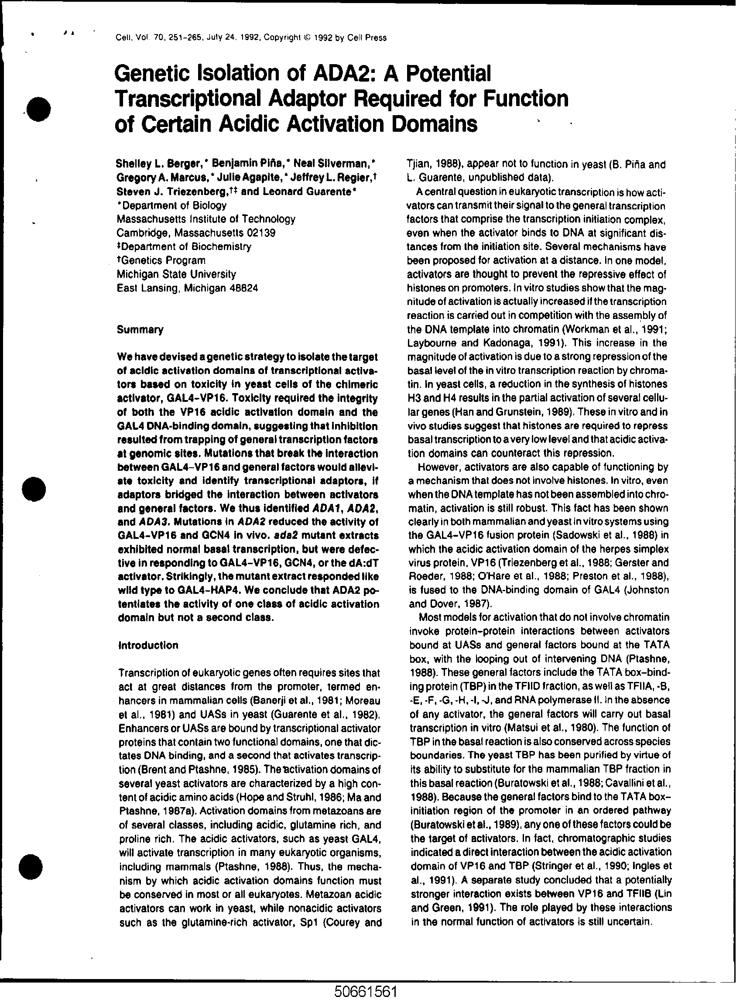 Cell, Vol. 70, 251-265, July 24, 1992, Copyright © 1992 by Cell Press
Genetic Isolation of ADA2: A Potential
Transcriptional Adaptor Required for Function
of Certain Acidic Activation Domains
Shelley L. Berger,* Benjamin Piña,* Neal Silverman,*
Gregory A. Marcus,* Julie Agapite,* Jeffrey L. Regier,†
Steven J. Triezenberg,†‡ and Leonard Guarente*
*Department of Biology
Massachusetts Institute of Technology
Cambridge, Massachusetts 02139
‡Department of Biochemistry
†Genetics Program
Michigan State University
East Lansing, Michigan 48824
Summary
We have devised a genetic strategy to isolate the target
of acidic activation domains of transcriptional activa-
tors based on toxicity in yeast cells of the chimeric
activator, GAL4-VP16. Toxicity required the integrity
of both the VP16 acidic activation domain and the
GAL4 DNA-binding domain, suggesting that inhibition
resulted from trapping of general transcription factors
at genomic sites. Mutations that break the interaction
between GAL4-VP16 and general factors would allevi-
ate toxicity and identify transcriptional adaptors, if
adaptors bridged the interaction between activators
and general factors. We thus identified ADA1, ADA2,
and ADA3. Mutations in ADA2 reduced the activity of
GAL4-VP16 and GCN4 in vivo. ada2 mutant extracts
exhibited normal basal transcription, but were defec-
tive in responding to GAL4-VP16, GCN4, or the dA:dT
activator. Strikingly, the mutant extract responded like
wild type to GAL4-HAP4. We conclude that ADA2 po-
tentiates the activity of one class of acidic activation
domain but not a second class.
Introduction
Transcription of eukaryotic genes often requires sites that
act at great distances from the promoter, termed en-
hancers in mammalian cells (Banerji et al., 1981; Moreau
et al., 1981) and UASs in yeast (Guarente et al., 1982).
Enhancers or UASs are bound by transcriptional activator
proteins that contain two functional domains, one that dic-
tates DNA binding, and a second that activates transcrip-
tion (Brent and Ptashne, 1985). The activation domains of
several yeast activators are characterized by a high con-
tent of acidic amino acids (Hope and Struhl, 1986; Ma and
Ptashne, 1987a). Activation domains from metazoans are
of several classes, including acidic, glutamine rich, and
proline rich. The acidic activators, such as yeast GAL4,
will activate transcription in many eukaryotic organisms,
including mammals (Ptashne, 1988). Thus, the mecha-
nism by which acidic activation domains function must
be conserved in most or all eukaryotes. Metazoan acidic
activators can work in yeast, while nonacidic activators
such as the glutamine-rich activator, Sp1 (Courey and
Tjian, 1988), appear not to function in yeast (B. Piña and
L. Guarente, unpublished data).
A central question in eukaryotic transcription is how acti-
vators can transmit their signal to the general transcription
factors that comprise the transcription initiation complex,
even when the activator binds to DNA at significant dis-
tances from the initiation site. Several mechanisms have
been proposed for activation at a distance. In one model,
activators are thought to prevent the repressive effect of
histones on promoters. In vitro studies show that the mag-
nitude of activation is actually increased if the transcription
reaction is carried out in competition with the assembly of
the DNA template into chromatin (Workman et al., 1991;
Laybourne and Kadonaga, 1991). This increase in the
magnitude of activation is due to a strong repression of the
basal level of the in vitro transcription reaction by chroma-
tin. In yeast cells, a reduction in the synthesis of histones
H3 and H4 results in the partial activation of several cellu-
lar genes (Han and Grunstein, 1989). These in vitro and in
vivo studies suggest that histones are required to repress
basal transcription to a very low level and that acidic activa-
tion domains can counteract this repression.
However, activators are also capable of functioning by
a mechanism that does not involve histones. In vitro, even
when the DNA template has not been assembled into chro-
matin, activation is still robust. This fact has been shown
clearly in both mammalian and yeast in vitro systems using
the GAL4-VP16 fusion protein (Sadowski et al., 1988) in
which the acidic activation domain of the herpes simplex
virus protein, VP16 (Triezenberg et al., 1988; Gerster and
Roeder, 1988; O'Hare et al., 1988; Preston et al., 1988),
is fused to the DNA-binding domain of GAL4 (Johnston
and Dover, 1987).
Most models for activation that do not involve chromatin
invoke protein-protein interactions between activators
bound at UASs and general factors bound at the TATA
box, with the looping out of intervening DNA (Ptashne,
1988). These general factors include the TATA box-bind-
ing protein (TBP) in the TFIID fraction, as well as TFIIA, -B,
-E, -F, -G, -H, -I, -J, and RNA polymerase II. In the absence
of any activator, the general factors will carry out basal
transcription in vitro (Matsui et al., 1980). The function of
TBP in the basal reaction is also conserved across species
boundaries. The yeast TBP has been purified by virtue of
its ability to substitute for the mammalian TBP fraction in
this basal reaction (Buratowski et al., 1988; Cavallini et al.,
1988). Because the general factors bind to the TATA box-
initiation region of the promoter in an ordered pathway
(Buratowski et al., 1989), any one of these factors could be
the target of activators. In fact, chromatographic studies
indicated a direct interaction between the acidic activation
domain of VP16 and TBP (Stringer et al., 1990; Ingles et
al., 1991). A separate study concluded that a potentially
stronger interaction exists between VP16 and TFIIB (Lin
and Green, 1991). The role played by these interactions
in the normal function of activators is still uncertain.
50661561